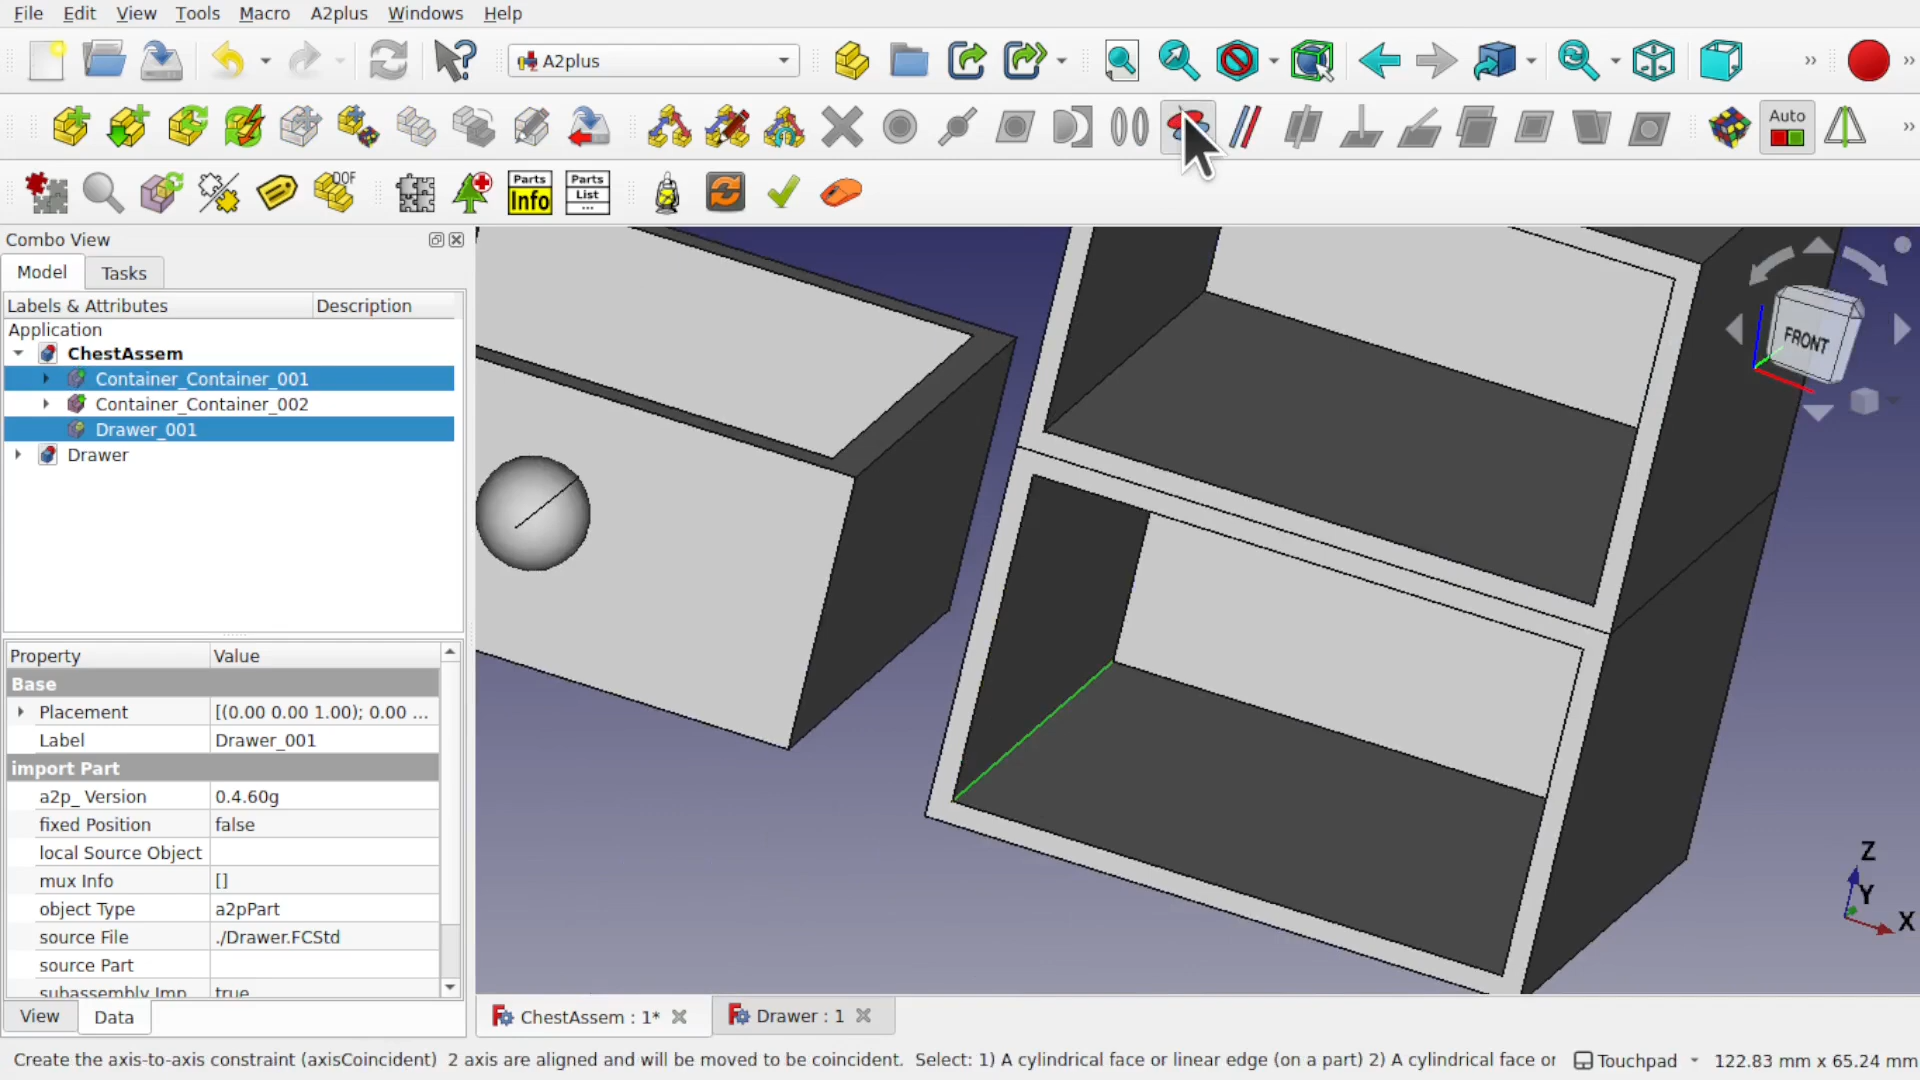 File Edit View Tools Macro A2plus Windows Help
A2plus
Auto
DOF
Parts Info
Parts List
...
Combo View
Model Tasks
Labels & Attributes Description
Application
ChestAssem
Container_Container_001
Container_Container_002
Drawer_001
Drawer
FRONT
Property Value
Base
Placement [(0.00 0.00 1.00); 0.00 ...
Label Drawer_001
import Part
a2p_ Version 0.4.60g
fixed Position false
local Source Object
mux Info []
object Type a2pPart
source File ./Drawer.FCStd
source Part
subassembly Imp true
Z
Y
X
View Data
ChestAssem : 1*
Drawer : 1
Create the axis-to-axis constraint (axisCoincident) 2 axis are aligned and will be moved to be coincident. Select: 1) A cylindrical face or linear edge (on a part) 2) A cylindrical face or
Touchpad
122.83 mm x 65.24 mm